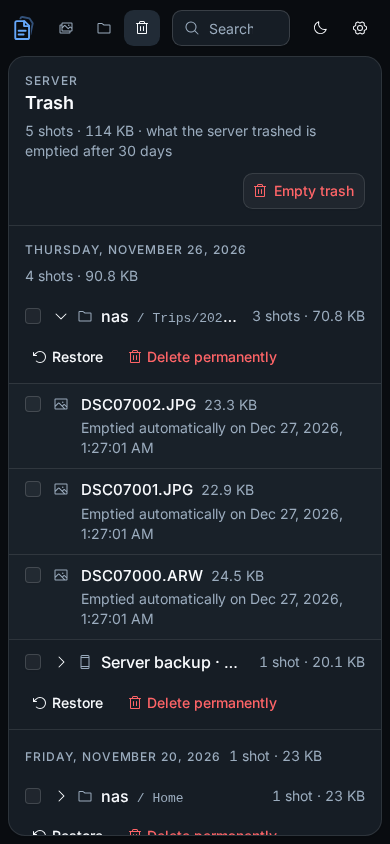 Search
SERVER
Trash
5 shots · 114 KB · what the server trashed is
emptied after 30 days
Empty trash
THURSDAY, NOVEMBER 26, 2026
4 shots · 90.8 KB
nas / Trips/202... 3 shots · 70.8 KB
Restore Delete permanently
DSC07002.JPG 23.3 KB
Emptied automatically on Dec 27, 2026,
1:27:01 AM
DSC07001.JPG 22.9 KB
Emptied automatically on Dec 27, 2026,
1:27:01 AM
DSC07000.ARW 24.5 KB
Emptied automatically on Dec 27, 2026,
1:27:01 AM
Server backup · ... 1 shot · 20.1 KB
Restore Delete permanently
FRIDAY, NOVEMBER 20, 2026 1 shot · 23 KB
nas / Home 1 shot · 23 KB
Restore Delete permanently